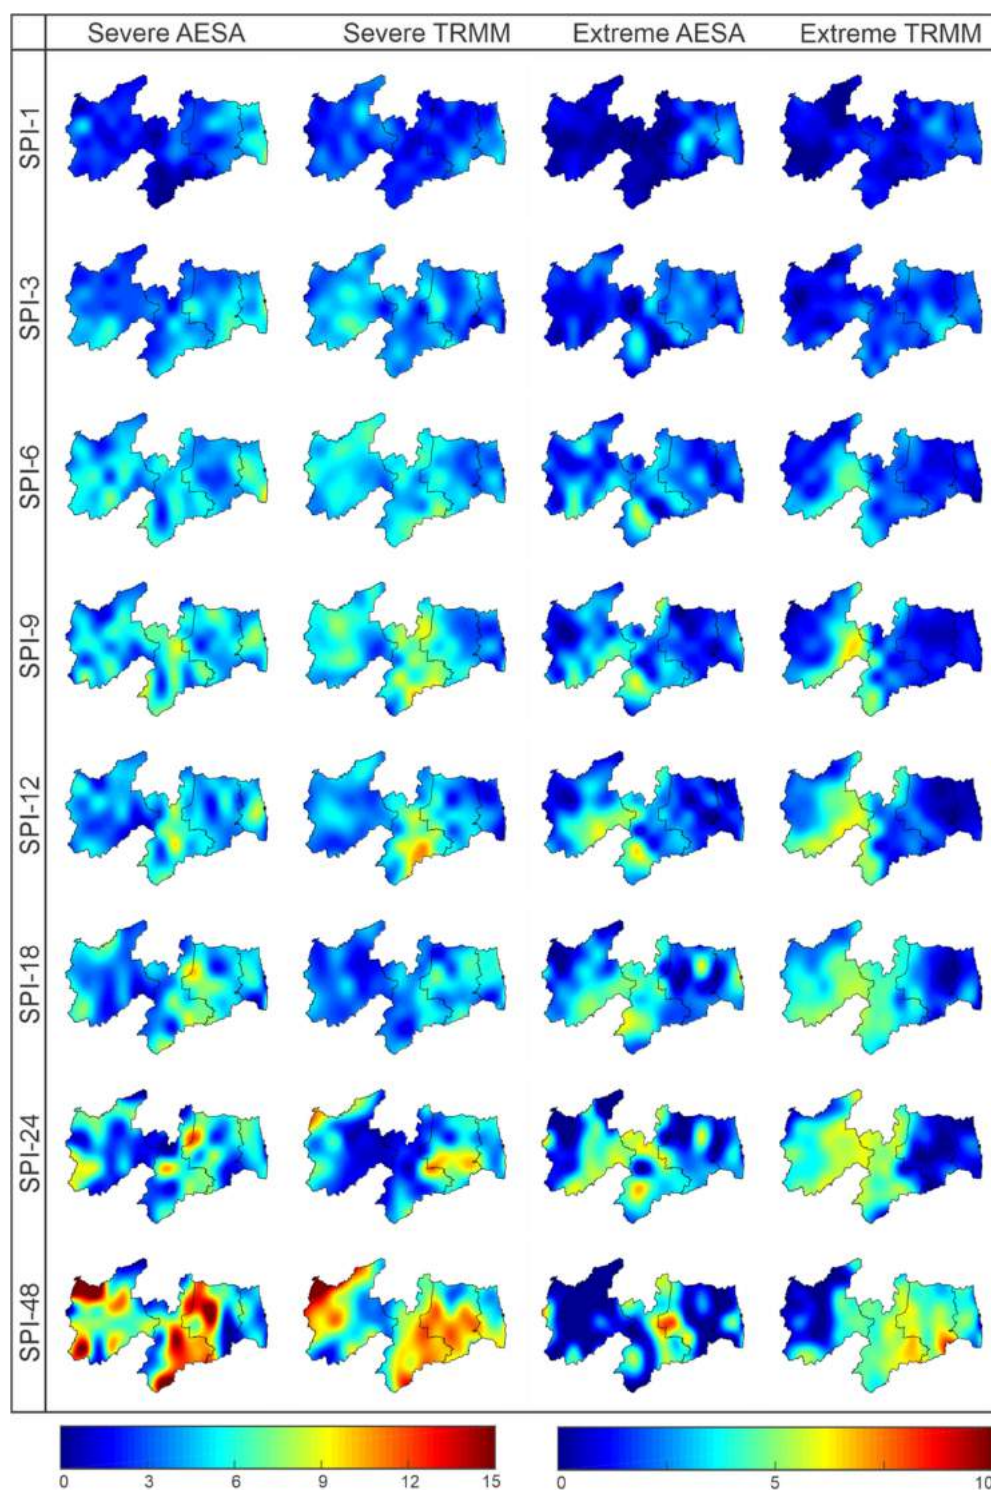 Severe AESA Severe TRMM Extreme AESA Extreme TRMM
SPI-1
SPI-3
SPI-6
SPI-9
SPI-12
SPI-18
SPI-24
SPI-48
0 3 6 9 12 15 0 5 10